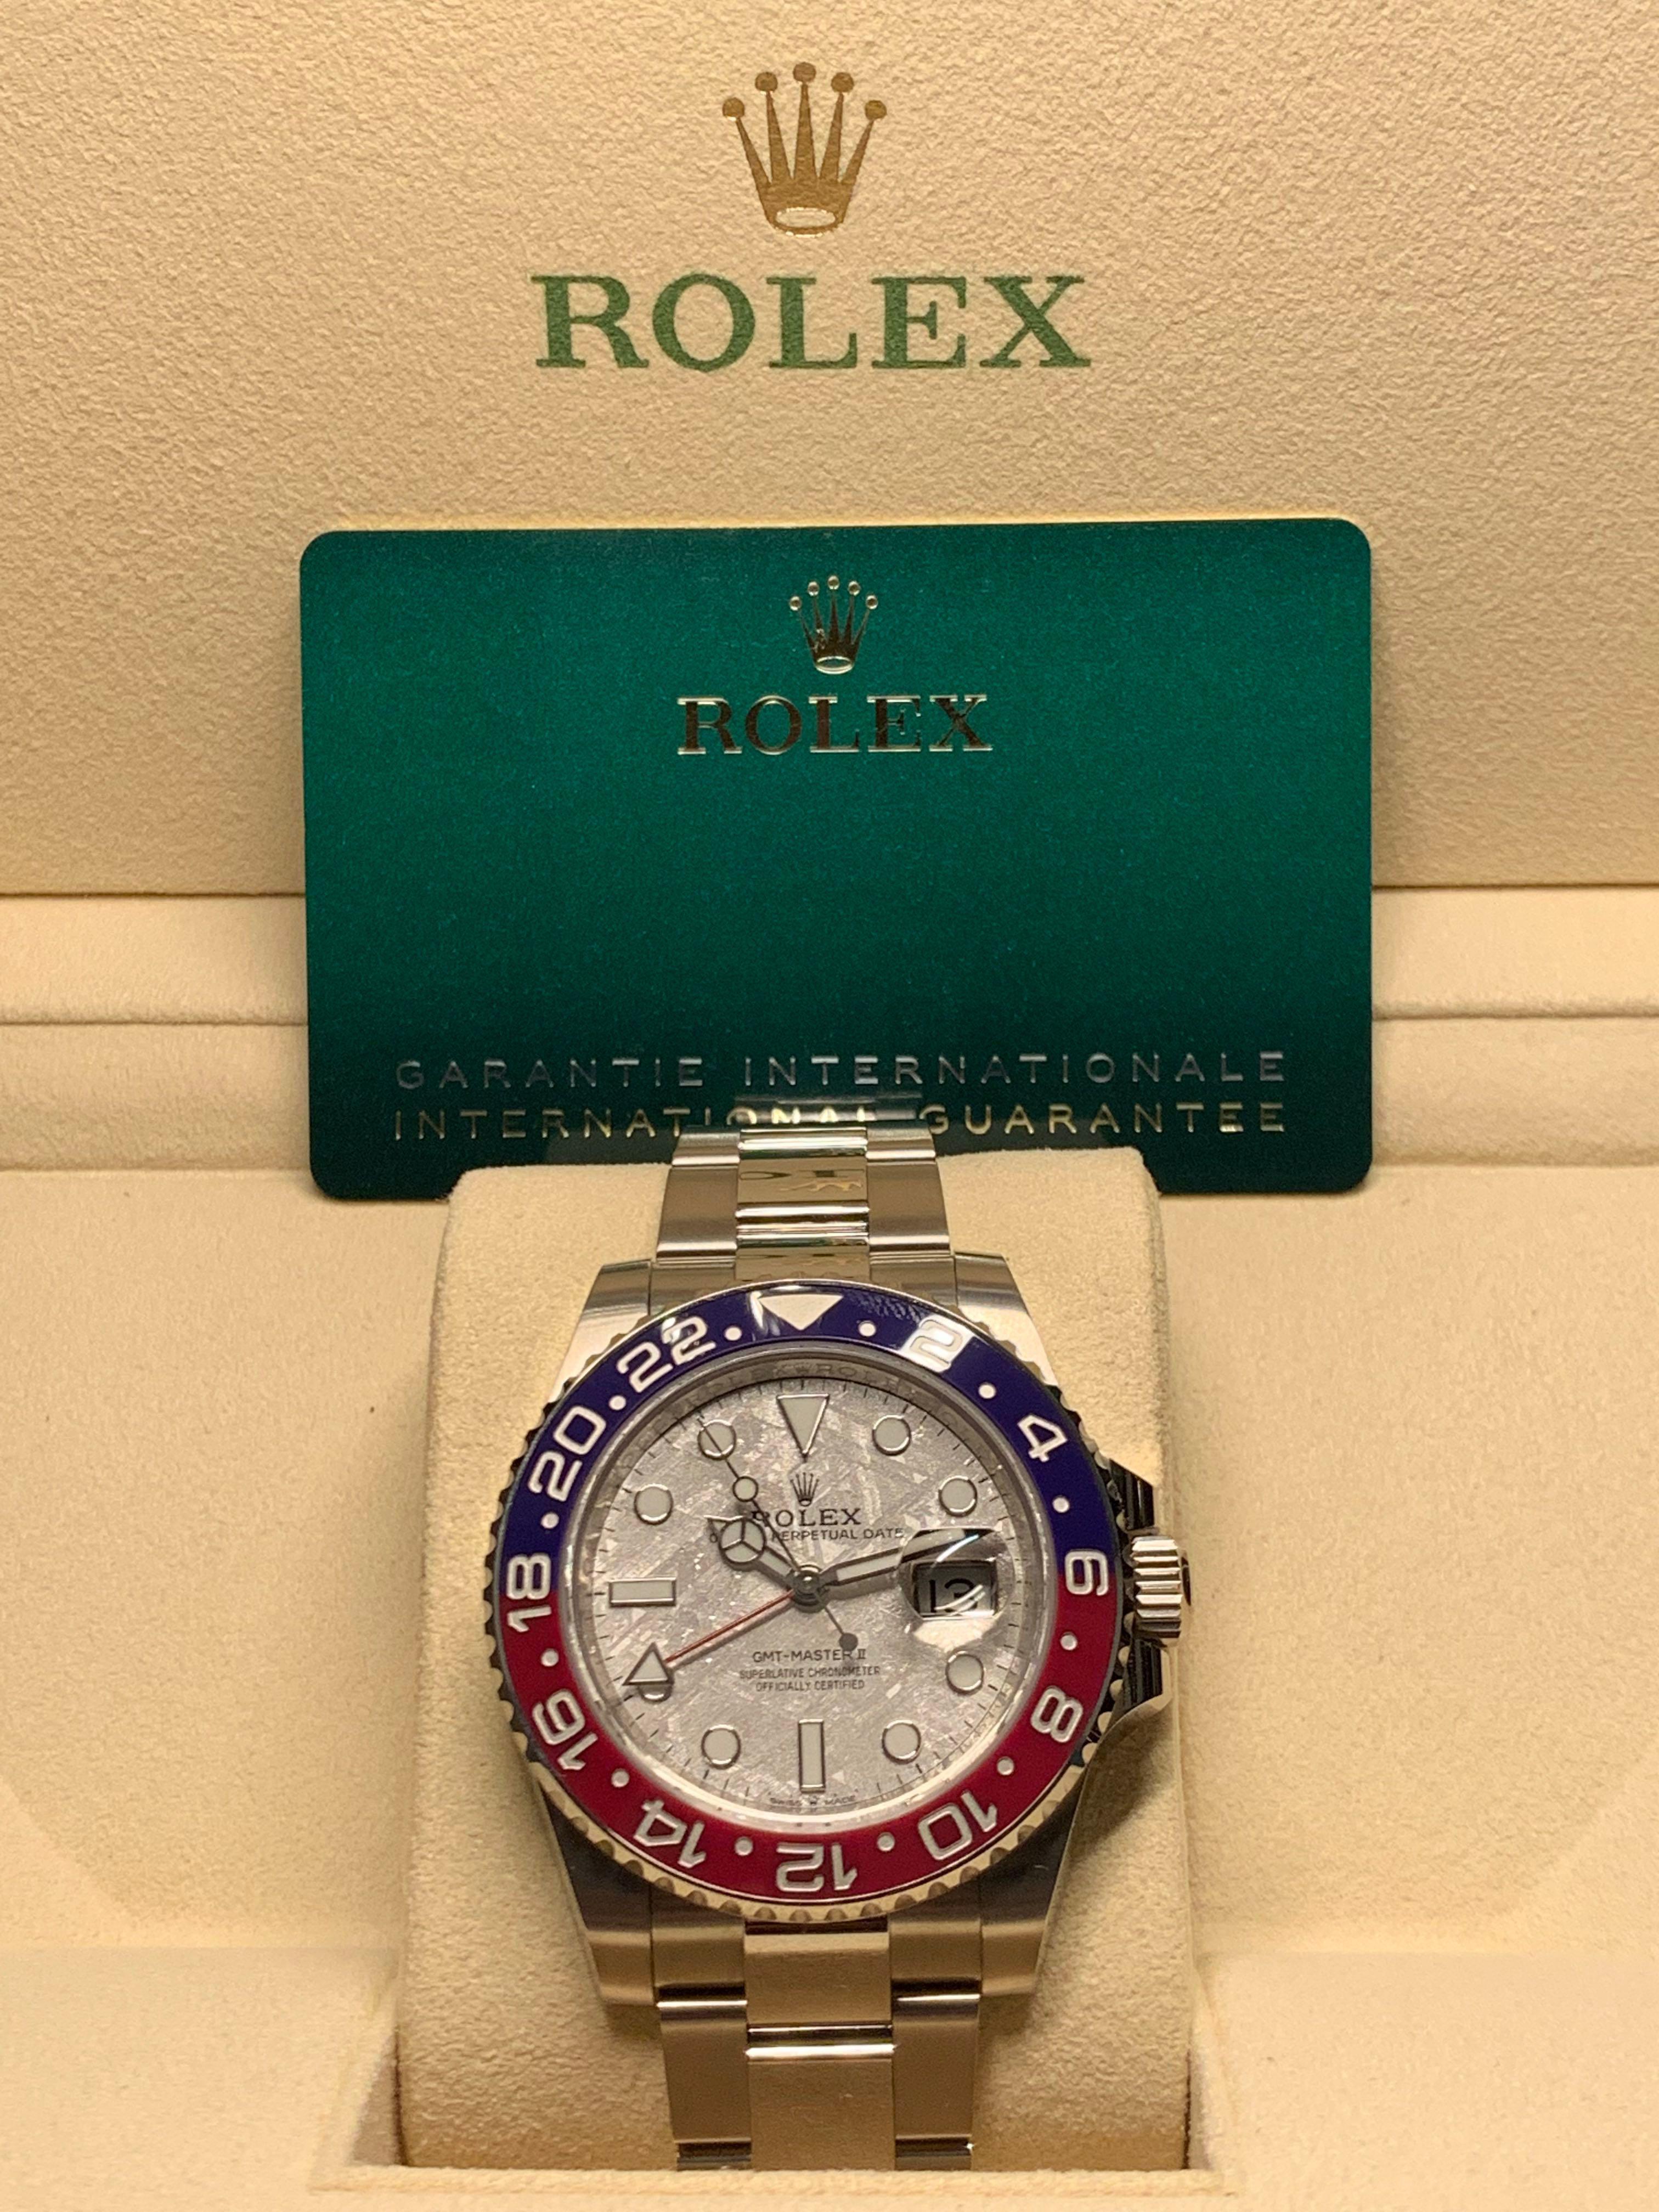 ROLEX
ROLEX
GARANTIE INTERNATIONALE
INTERNATIONAL GUARANTEE
22
2
20
4
18
6
16
8
14
12
10
ROLEX
PERPETUAL DATE
13
GMT-MASTER II
SUPERLATIVE CHRONOMETER
OFFICIALLY CERTIFIED
SWISS MADE